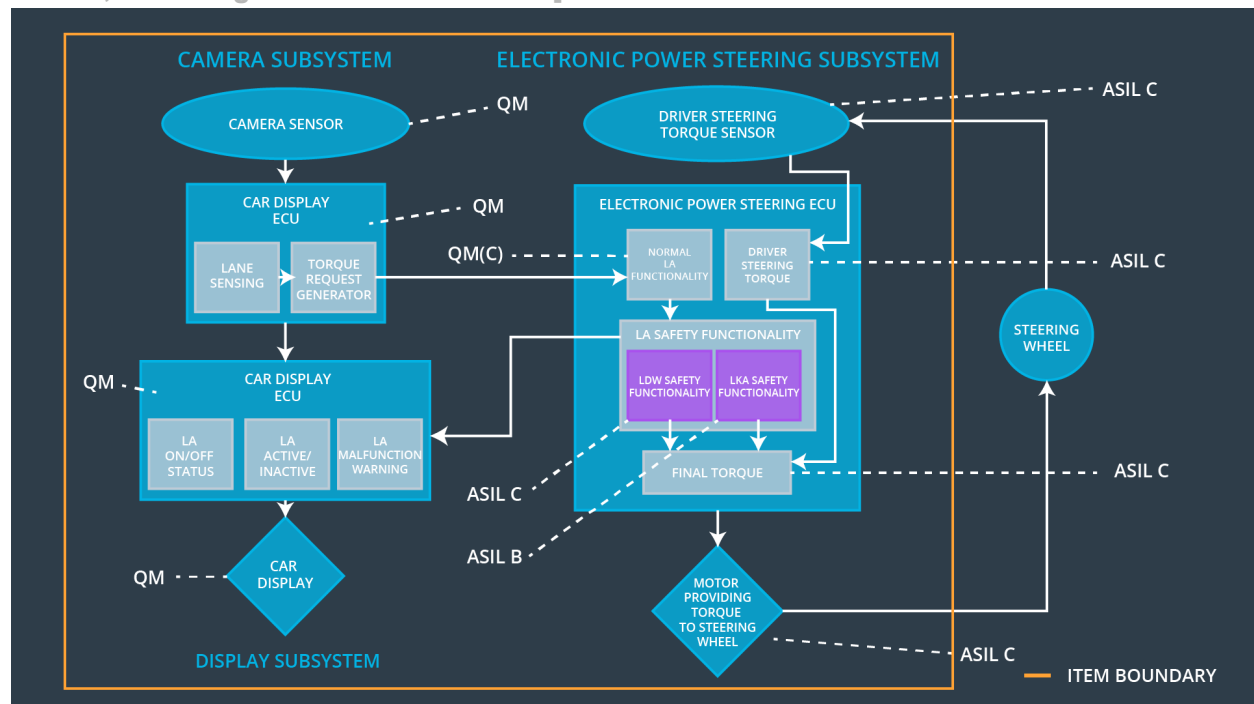 CAMERA SUBSYSTEM
ELECTRONIC POWER STEERING SUBSYSTEM
CAMERA SENSOR
QM
DRIVER STEERING
TORQUE SENSOR
ASIL C
CAR DISPLAY
ECU
QM
LANE
SENSING
TORQUE
REQUEST
GENERATOR
ELECTRONIC POWER STEERING ECU
QM(C)
NORMAL
LA
FUNCTIONALITY
DRIVER
STEERING
TORQUE
ASIL C
STEERING
WHEEL
LA SAFETY FUNCTIONALITY
LDW SAFETY
FUNCTIONALITY
LKA SAFETY
FUNCTIONALITY
QM
CAR DISPLAY
ECU
LA
ON/OFF
STATUS
LA
ACTIVE/
INACTIVE
LA
MALFUNCTION
WARNING
FINAL TORQUE
ASIL C
ASIL C
ASIL B
QM
CAR
DISPLAY
MOTOR
PROVIDING
TORQUE
TO STEERING
WHEEL
ASIL C
DISPLAY SUBSYSTEM
ITEM BOUNDARY